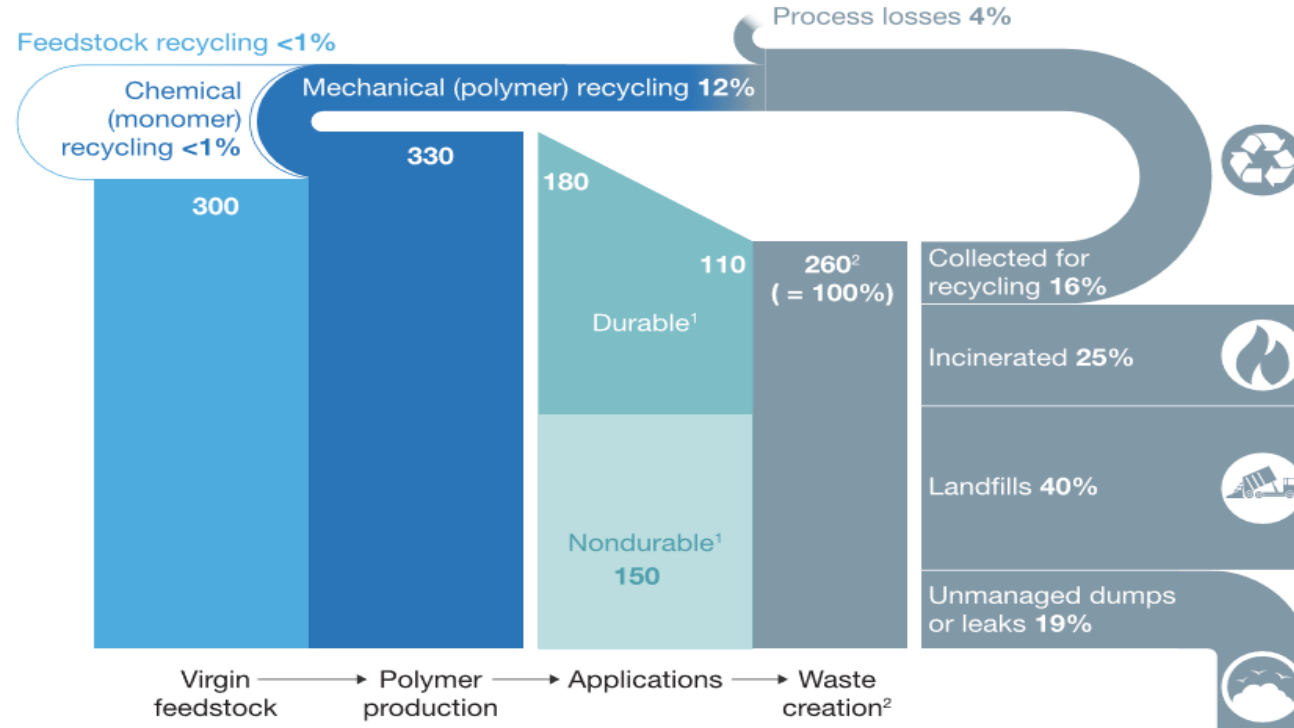 Process losses 4%
Feedstock recycling <1%
Chemical
(monomer)
recycling <1%
Mechanical (polymer) recycling 12%
300
330
180
110
Durable¹
Nondurable¹
150
260²
( = 100%)
Collected for
recycling 16%
Incinerated 25%
Landfills 40%
Unmanaged dumps
or leaks 19%
Virgin
feedstock
Polymer
production
Applications
Waste
creation²